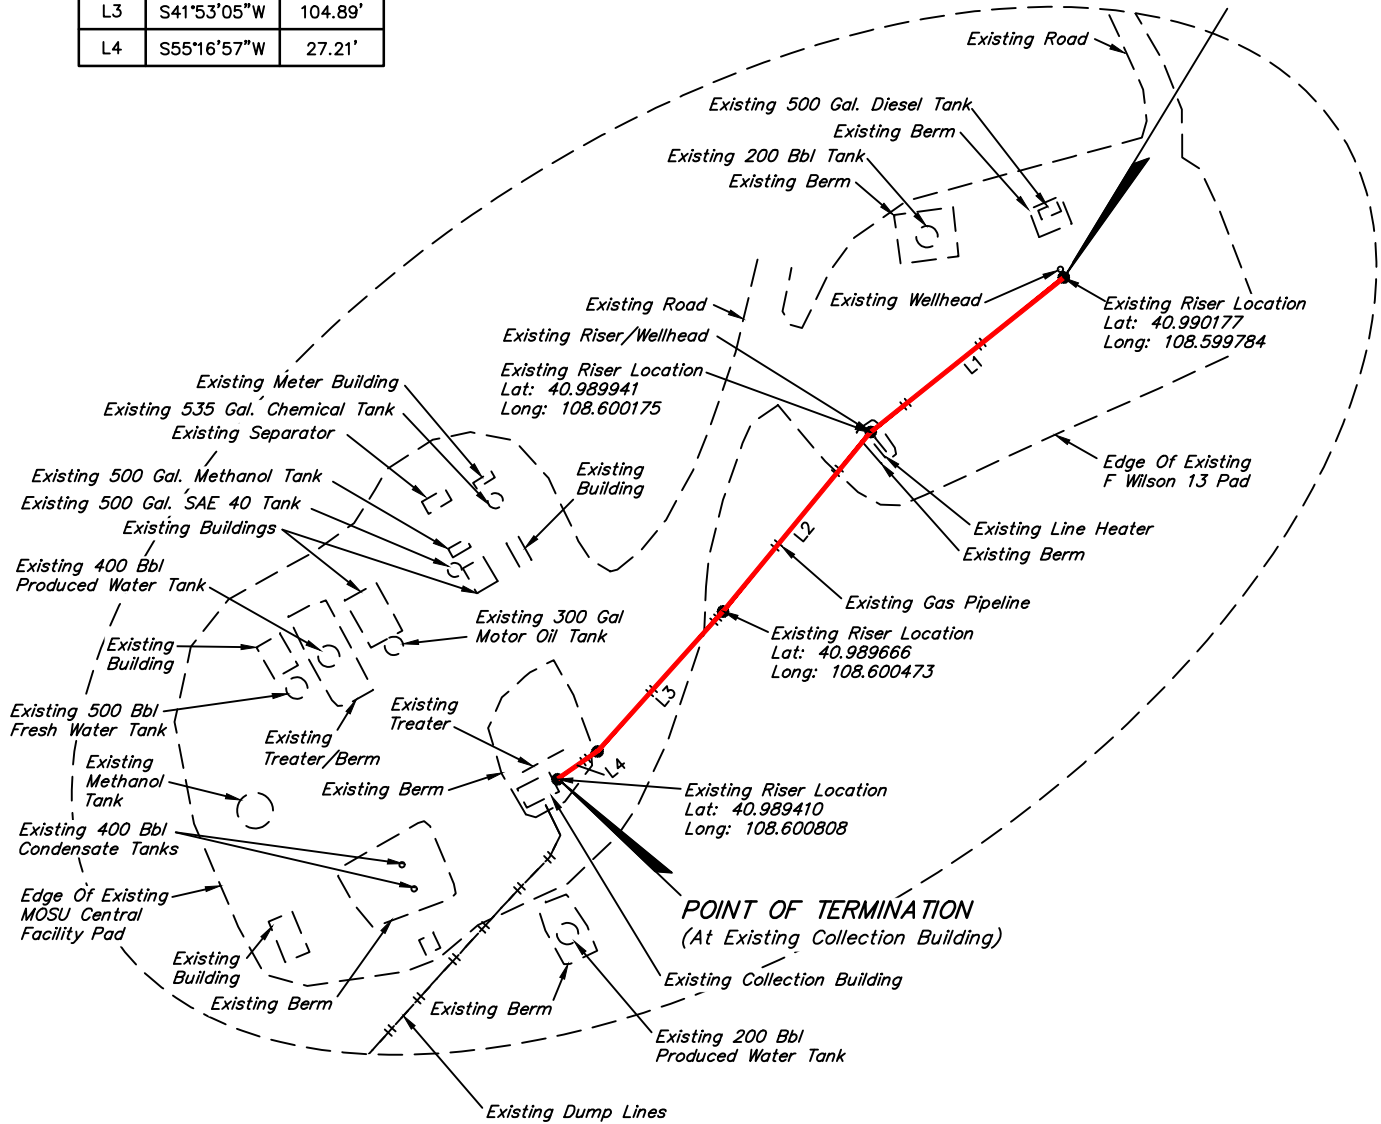 L3 S41°53'05"W 104.89'
L4 S55°16'57"W 27.21'
Existing Road
Existing 500 Gal. Diesel Tank
Existing Berm
Existing 200 Bbl Tank
Existing Berm
Existing Wellhead
Existing Riser Location
Lat: 40.990177
Long: 108.599784
Existing Road
Existing Riser/Wellhead
Existing Riser Location
Lat: 40.989941
Long: 108.600175
L1
Existing Meter Building
Existing 535 Gal. Chemical Tank
Existing Separator
Existing 500 Gal. Methanol Tank
Existing 500 Gal. SAE 40 Tank
Existing Buildings
Existing
Building
Edge Of Existing
F Wilson 13 Pad
Existing Line Heater
Existing Berm
L2
Existing 400 Bbl
Produced Water Tank
Existing Gas Pipeline
Existing 300 Gal
Motor Oil Tank
Existing Riser Location
Lat: 40.989666
Long: 108.600473
Existing
Building
L3
Existing 500 Bbl
Fresh Water Tank
Existing
Treater
Existing
Treater/Berm
Existing
Methanol
Tank
Existing Berm
L4
Existing Riser Location
Lat: 40.989410
Long: 108.600808
Existing 400 Bbl
Condensate Tanks
Edge Of Existing
MOSU Central
Facility Pad
POINT OF TERMINATION
(At Existing Collection Building)
Existing
Building
Existing Collection Building
Existing Berm
Existing Berm
Existing 200 Bbl
Produced Water Tank
Existing Dump Lines